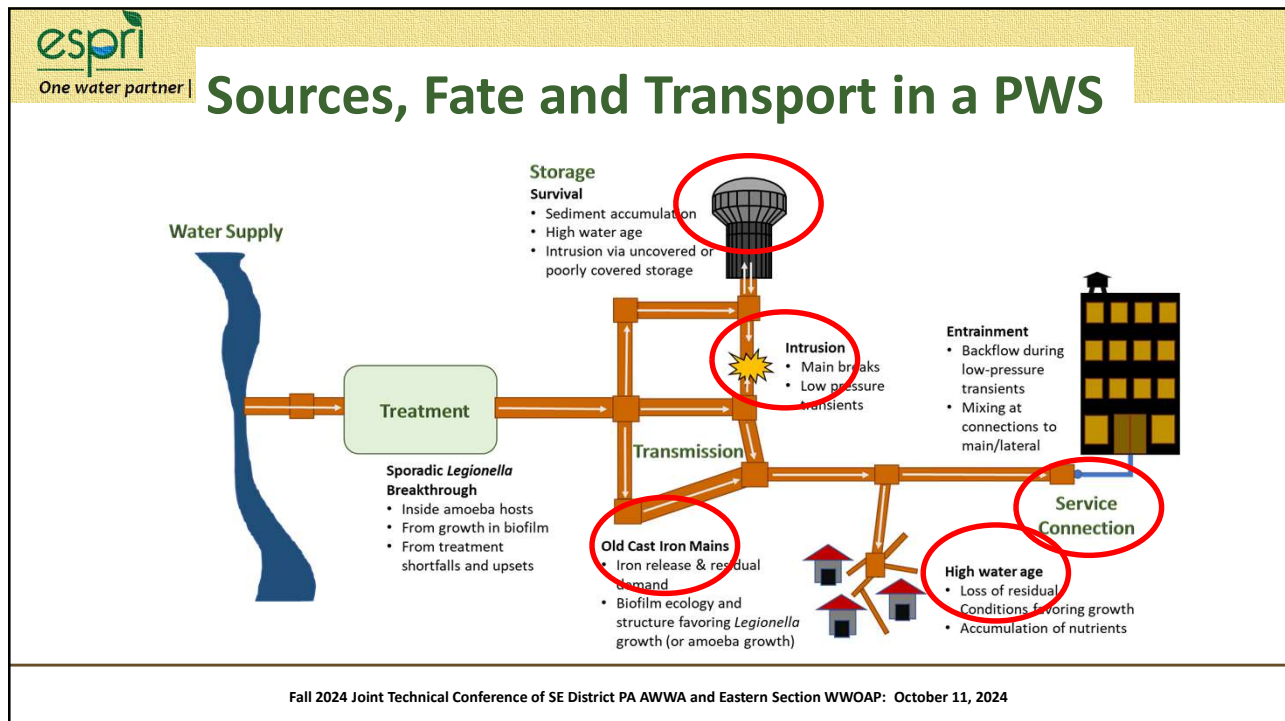 espri
One water partner |
Sources, Fate and Transport in a PWS
Water Supply
Treatment
Sporadic Legionella
Breakthrough
• Inside amoeba hosts
• From growth in biofilm
• From treatment
shortfalls and upsets
Storage
Survival
• Sediment accumulation
• High water age
• Intrusion via uncovered or
poorly covered storage
Intrusion
• Main breaks
• Low pressure
transients
Transmission
Old Cast Iron Mains
• Iron release & residual
demand
• Biofilm ecology and
structure favoring Legionella
growth (or amoeba growth)
Entrainment
• Backflow during
low-pressure
transients
• Mixing at
connections to
main/lateral
Service
Connection
High water age
• Loss of residual
• Conditions favoring growth
• Accumulation of nutrients
Fall 2024 Joint Technical Conference of SE District PA AWWA and Eastern Section WWOAP: October 11, 2024